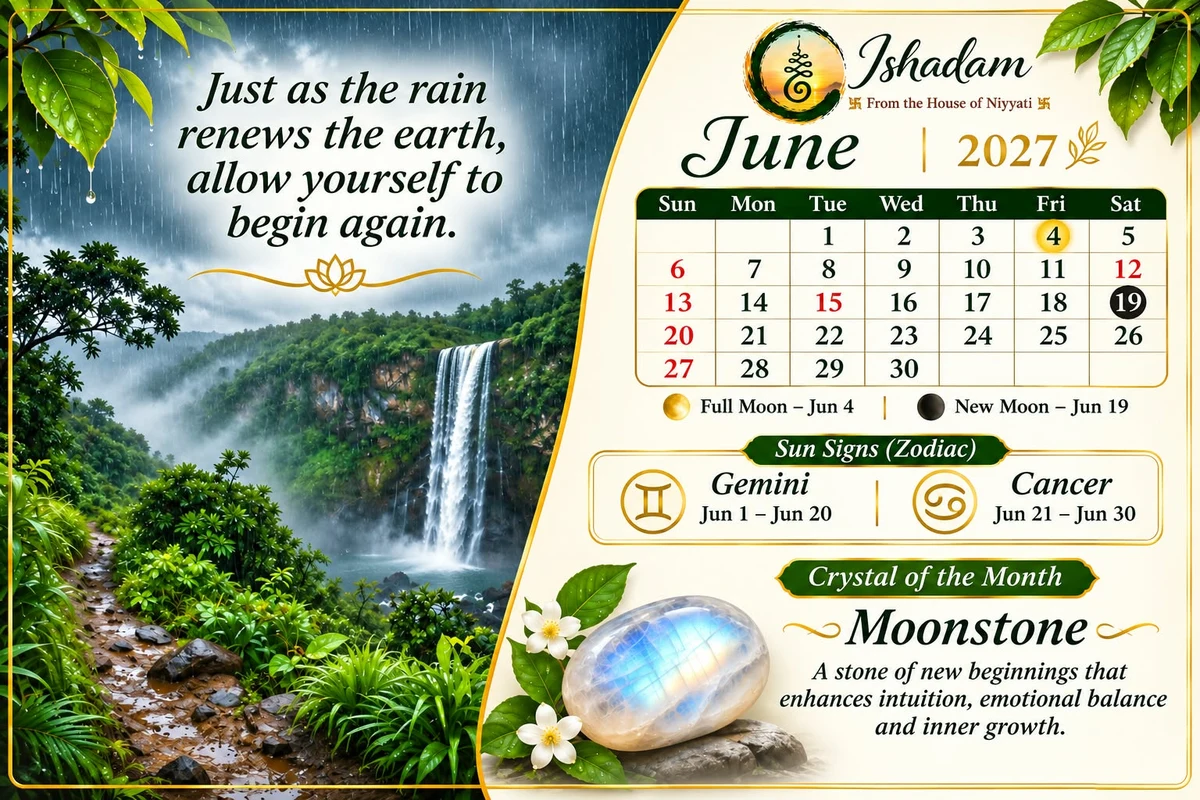 Just as the rain
renews the earth,
allow yourself to
begin again.
Ishadam
卐 From the House of Niyyati 卐
June | 2027
Sun Mon Tue Wed Thu Fri Sat
1 2 3 4 5
6 7 8 9 10 11 12
13 14 15 16 17 18 19
20 21 22 23 24 25 26
27 28 29 30
Full Moon – Jun 4 | New Moon – Jun 19
Sun Signs (Zodiac)
Gemini
Jun 1 – Jun 20
Cancer
Jun 21 – Jun 30
Crystal of the Month
Moonstone
A stone of new beginnings that
enhances intuition, emotional balance
and inner growth.